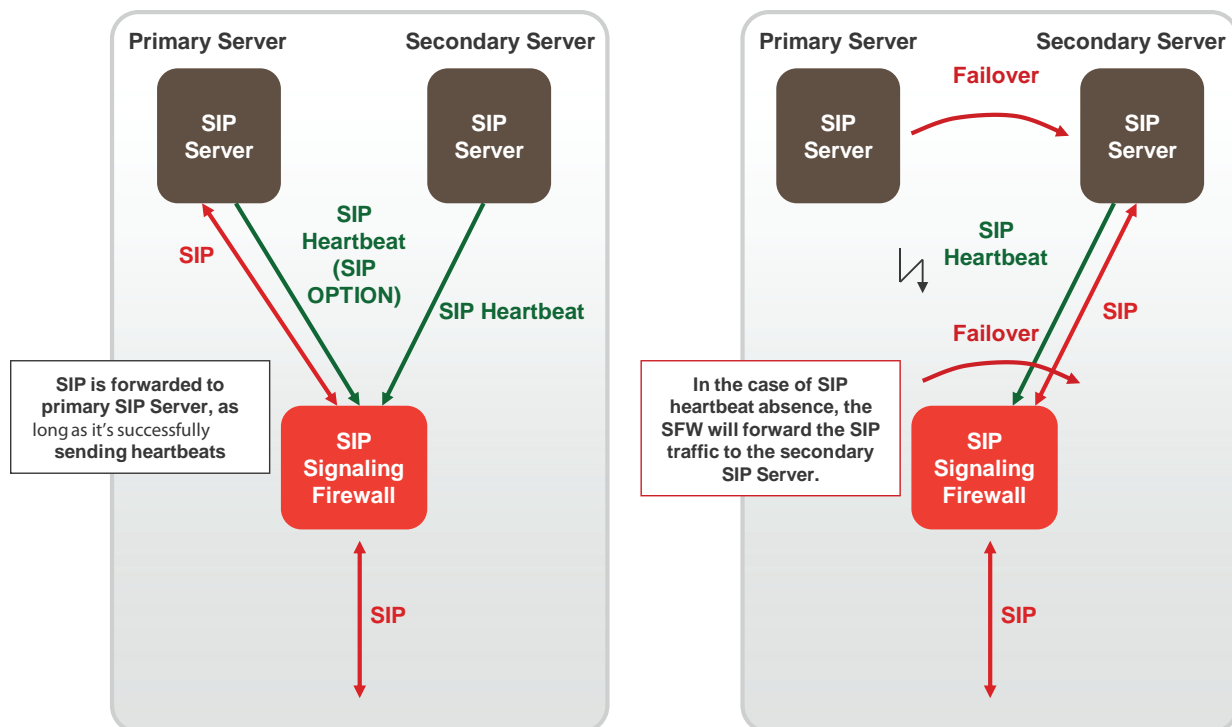 Primary Server
Secondary Server
SIP
Server
SIP
Server
SIP
SIP
Heartbeat
(SIP
OPTION)
SIP Heartbeat
SIP is forwarded to
primary SIP Server, as
long as it's successfully
sending heartbeats
SIP
Signaling
Firewall
SIP
Primary Server
Secondary Server
Failover
SIP
Server
SIP
Server
SIP
Heartbeat
SIP
Failover
In the case of SIP
heartbeat absence, the
SFW will forward the SIP
traffic to the secondary
SIP Server.
SIP
Signaling
Firewall
SIP